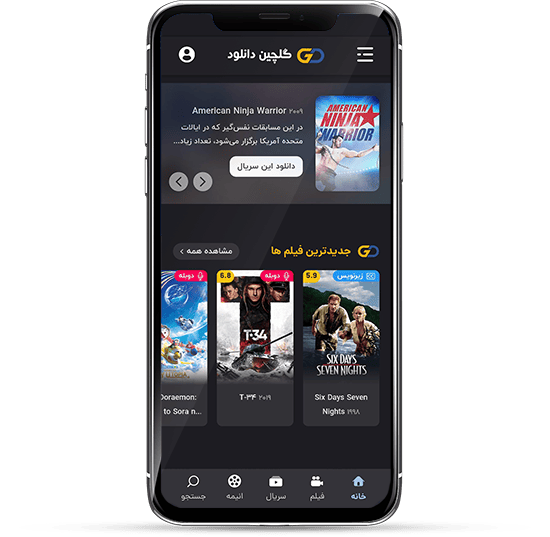 گلچین دانلود
American Ninja Warrior ۲۰۰۹
در این مسابقات نفس‌گیر که در ایالات
متحده آمریکا برگزار می‌شود، تعداد زیاد...
دانلود این سریال
AMERICAN
NINJA
WARRIOR
جدیدترین فیلم ها
مشاهده همه
زیرنویس
5.9
دوبله
6.8
دوبله
SIX DAYS
SEVEN NIGHTS
T-34
Six Days Seven
Nights ۱۹۹۸
T-۳۴ ۲۰۱۹
Doraemon:
to Sora n...
خانه
فیلم
سریال
انیمه
جستجو